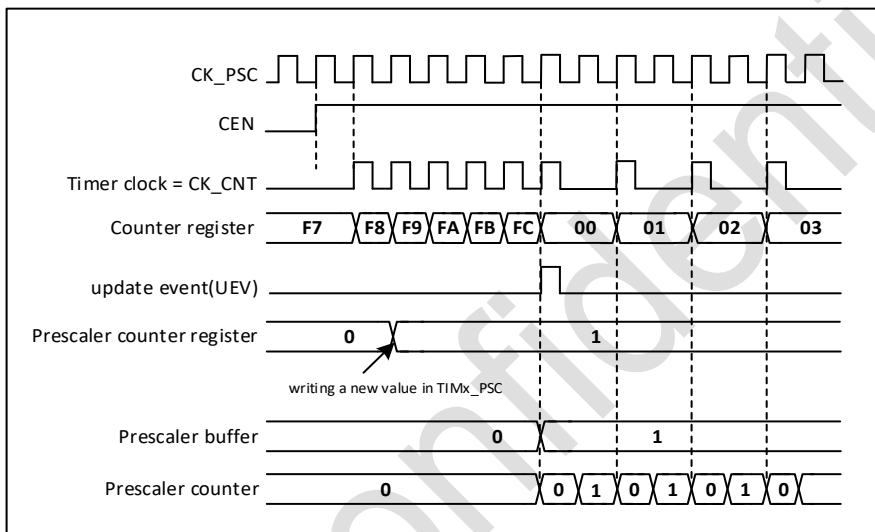 CK_PSC
CEN
Timer clock = CK_CNT
Counter register F7 F8 F9 FA FB FC 00 01 02 03
update event(UEV)
Prescaler counter register 0 1
writing a new value in TIMx_PSC
Prescaler buffer 0 1
Prescaler counter 0 0 1 0 1 0 1 0
onfidenti